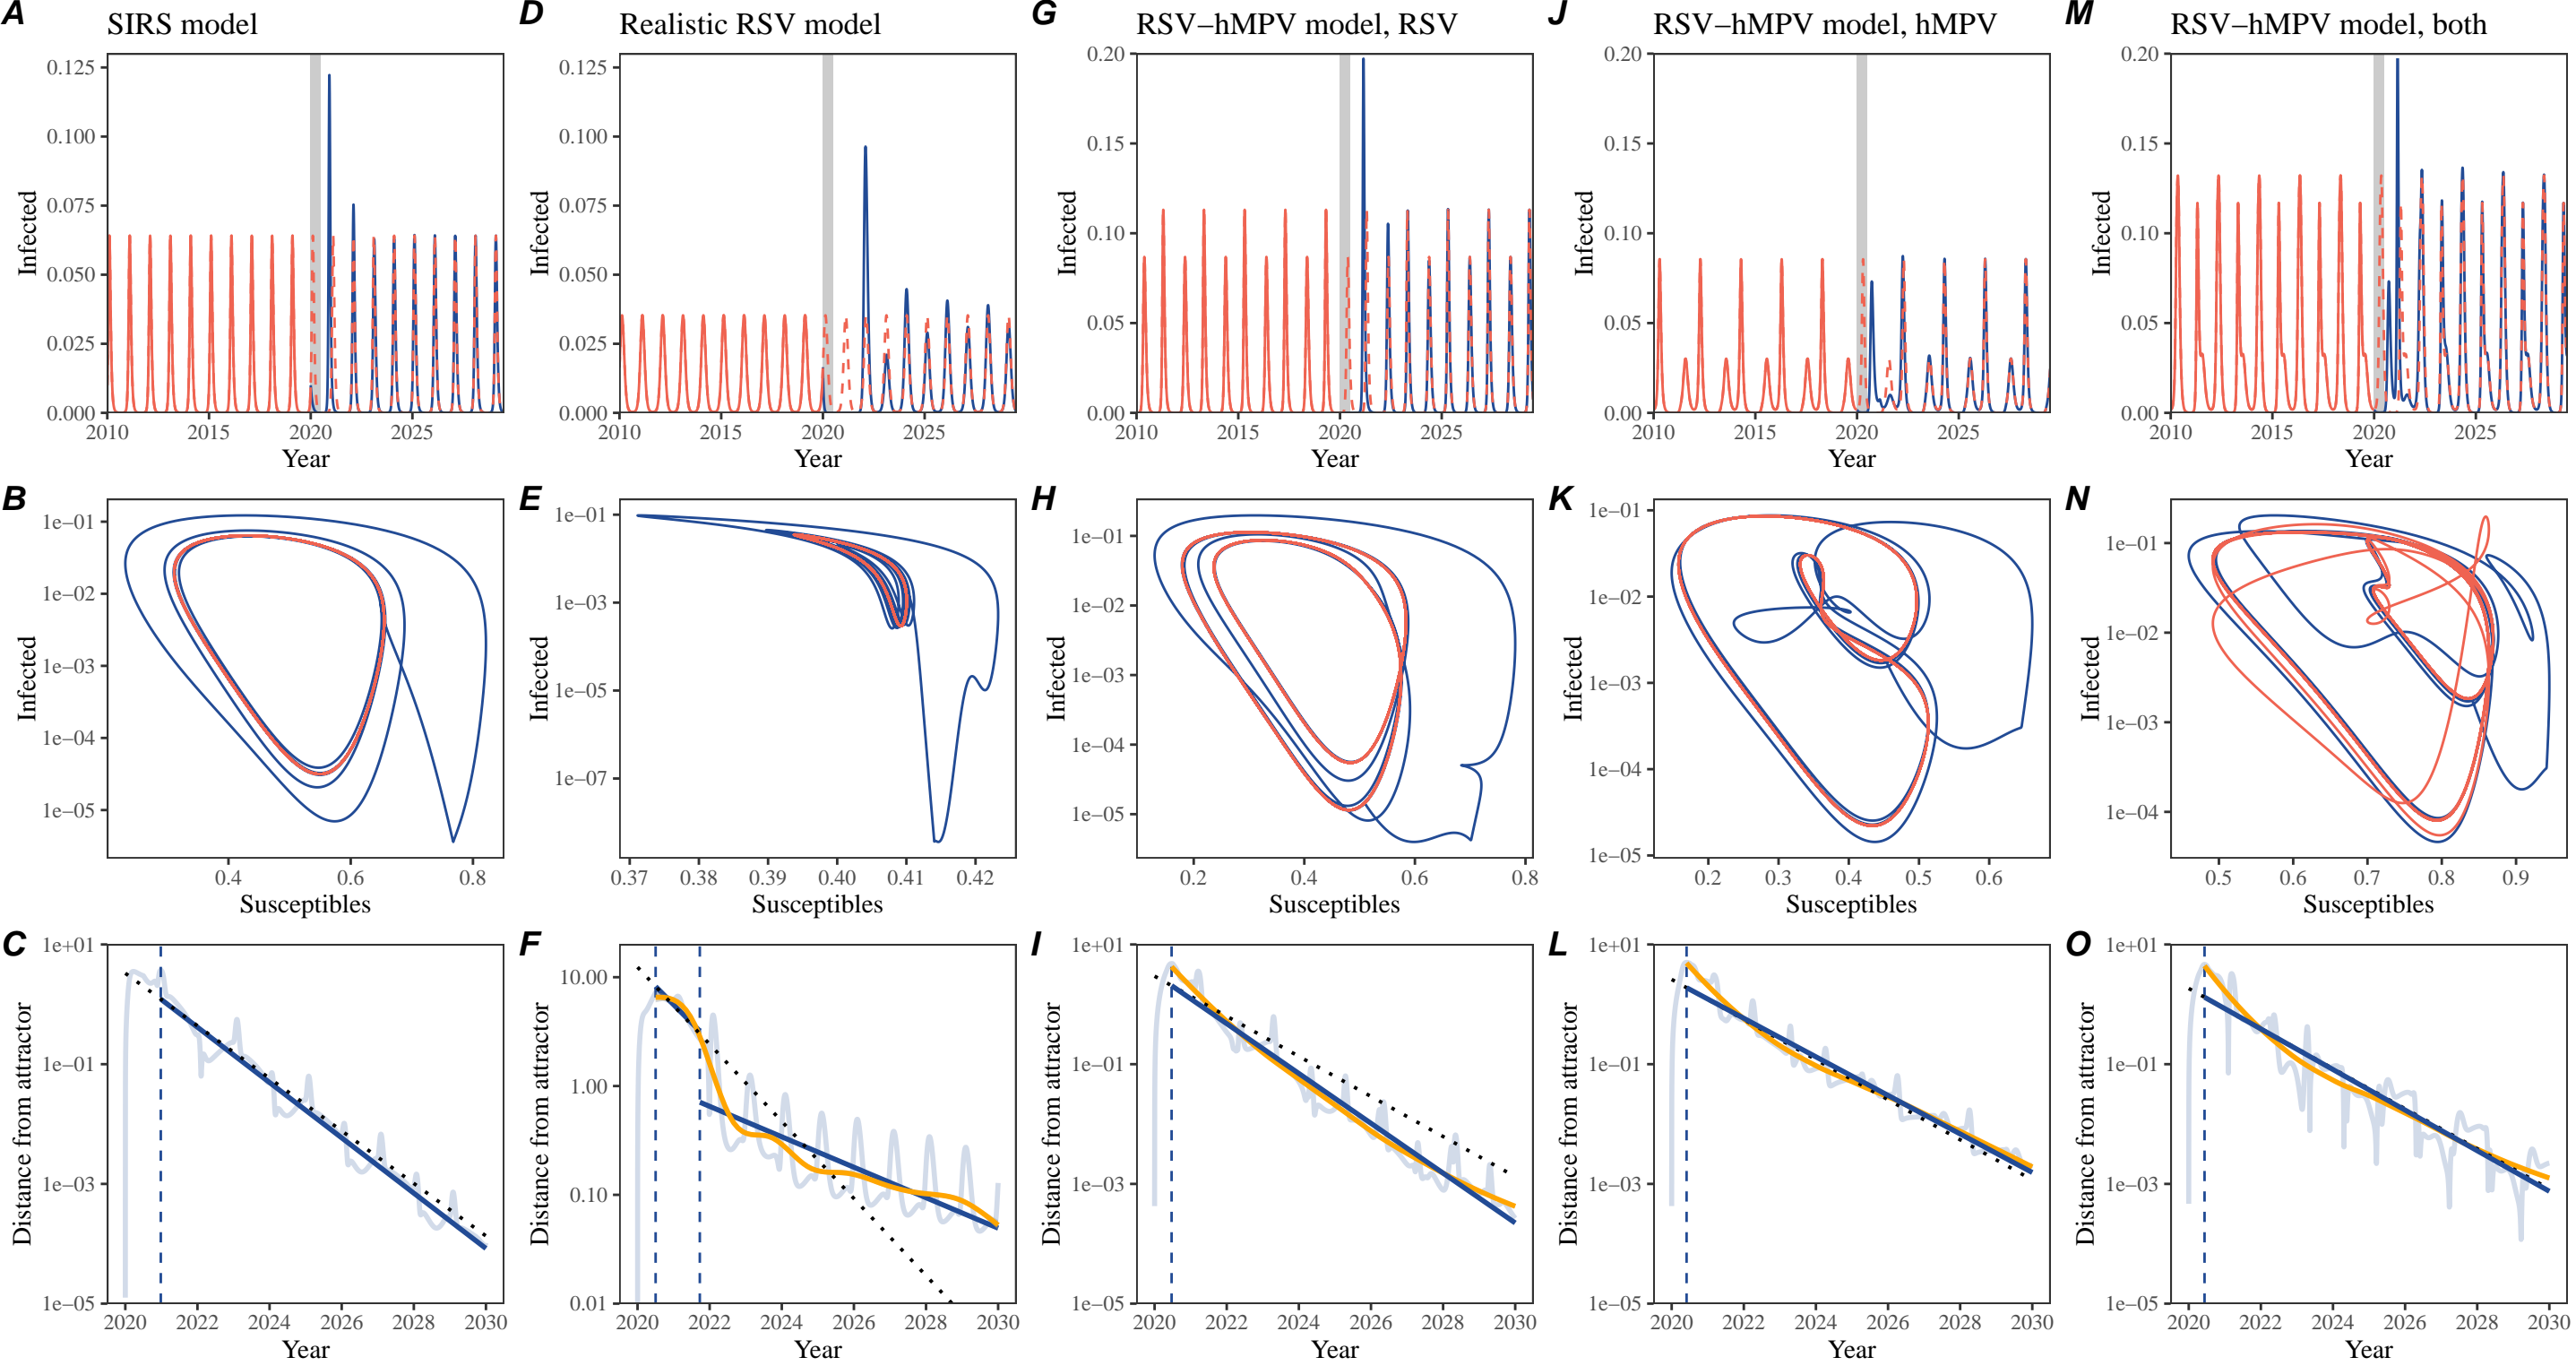 A
SIRS model
0.125
0.100
0.075
0.050
0.025
0.000
Infected
2010
2015
2020
2025
Year
D
Realistic RSV model
0.125
0.100
0.075
0.050
0.025
0.000
Infected
2010
2015
2020
2025
Year
G
RSV−hMPV model, RSV
0.20
0.15
0.10
0.05
0.00
Infected
2010
2015
2020
2025
Year
J
RSV−hMPV model, hMPV
0.20
0.15
0.10
0.05
0.00
Infected
2010
2015
2020
2025
Year
M
RSV−hMPV model, both
0.20
0.15
0.10
0.05
0.00
Infected
2010
2015
2020
2025
Year
B
1e−01
1e−02
1e−03
1e−04
1e−05
Infected
0.4
0.6
0.8
Susceptibles
E
1e−01
1e−03
1e−05
1e−07
Infected
0.37
0.38
0.39
0.40
0.41
0.42
Susceptibles
H
1e−01
1e−02
1e−03
1e−04
1e−05
Infected
0.2
0.4
0.6
0.8
Susceptibles
K
1e−01
1e−02
1e−03
1e−04
1e−05
Infected
0.2
0.3
0.4
0.5
0.6
Susceptibles
N
1e−01
1e−02
1e−03
1e−04
Infected
0.5
0.6
0.7
0.8
0.9
Susceptibles
C
1e+01
1e−01
1e−03
1e−05
Distance from attractor
2020
2022
2024
2026
2028
2030
Year
F
10.00
1.00
0.10
0.01
Distance from attractor
2020
2022
2024
2026
2028
2030
Year
I
1e+01
1e−01
1e−03
1e−05
Distance from attractor
2020
2022
2024
2026
2028
2030
Year
L
1e+01
1e−01
1e−03
1e−05
Distance from attractor
2020
2022
2024
2026
2028
2030
Year
O
1e+01
1e−01
1e−03
1e−05
Distance from attractor
2020
2022
2024
2026
2028
2030
Year